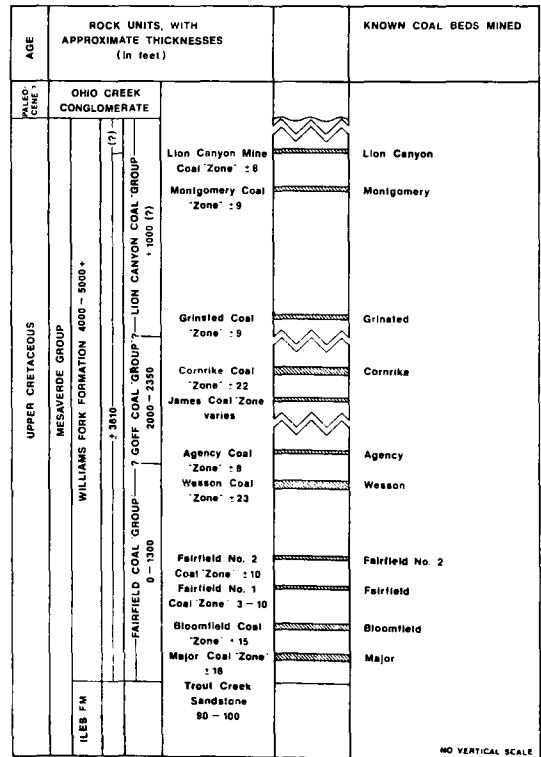 AGE
ROCK UNITS, WITH
APPROXIMATE THICKNESSES
(in feet)
KNOWN COAL BEDS MINED
PALEO-
CENE ?
OHIO CREEK
CONGLOMERATE
UPPER CRETACEOUS
MESAVERDE GROUP
WILLIAMS FORK FORMATION 4000 – 5000+
ILES FM
(?)
± 3610
LION CANYON COAL "GROUP"
+1000 (?)
? GOFF COAL "GROUP" ?
2000 – 2350
FAIRFIELD COAL "GROUP" ?
0 – 1300
Lion Canyon Mine
Coal "Zone" ±8
Lion Canyon
Montgomery Coal
"Zone" ±9
Montgomery
Grinsted Coal
"Zone" ±9
Grinsted
Cornrike Coal
"Zone" ±22
Cornrike
James Coal "Zone"
varies
Agency Coal
"Zone" ±8
Agency
Wesson Coal
"Zone" ±23
Wesson
Fairfield No. 2
Coal "Zone" ±10
Fairfield No. 2
Fairfield No. 1
Coal "Zone" 3 – 10
Fairfield
Bloomfield Coal
"Zone" +15
Bloomfield
Major Coal "Zone"
±16
Major
Trout Creek
Sandstone
90 – 100
NO VERTICAL SCALE